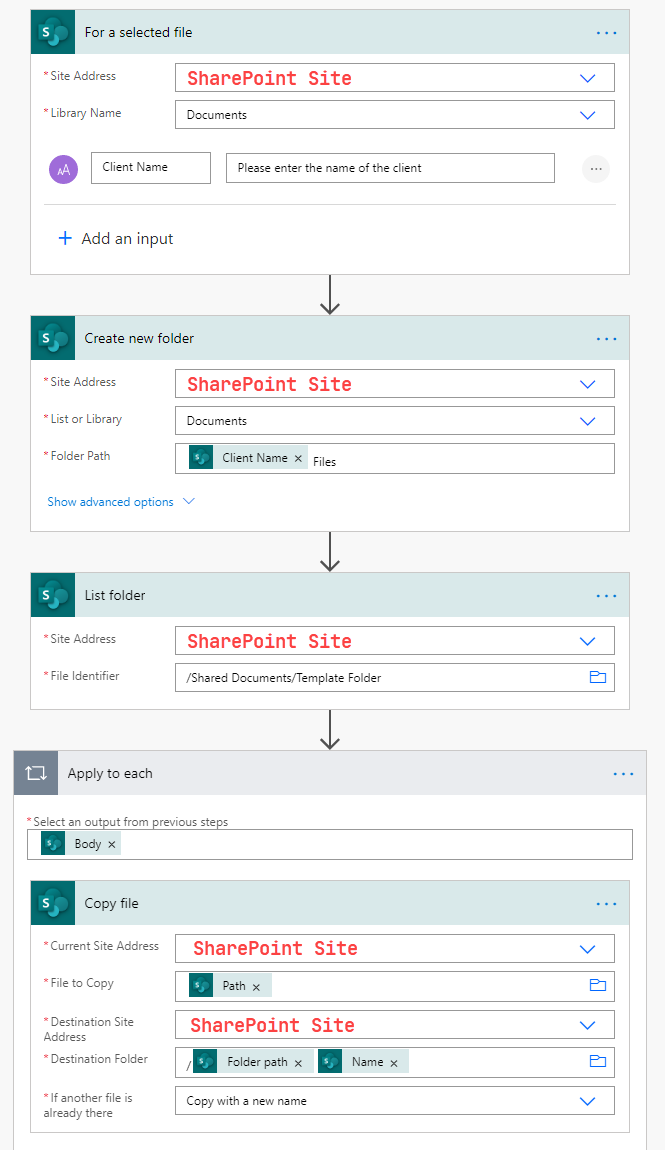 For a selected file
* Site Address
SharePoint Site
* Library Name
Documents
Client Name
Please enter the name of the client
+ Add an input
Create new folder
* Site Address
SharePoint Site
* List or Library
Documents
* Folder Path
Client Name × Files
Show advanced options
List folder
* Site Address
SharePoint Site
* File Identifier
/Shared Documents/Template Folder
Apply to each
* Select an output from previous steps
Body ×
Copy file
* Current Site Address
SharePoint Site
* File to Copy
Path ×
* Destination Site
Address
SharePoint Site
* Destination Folder
/ Folder path × Name ×
* If another file is
already there
Copy with a new name